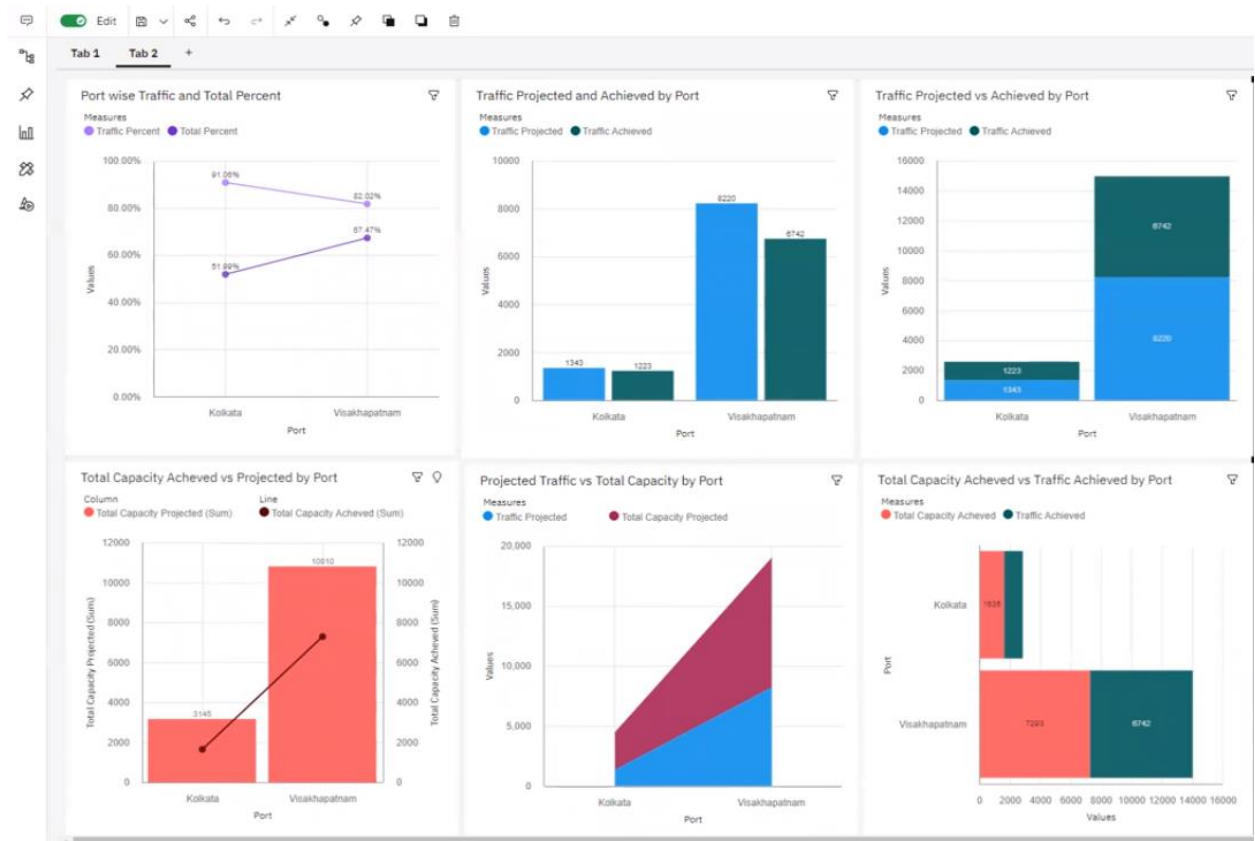 Edit
Tab 1 Tab 2 +
Port wise Traffic and Total Percent
Measures
Traffic Percent Total Percent
100.00%
80.00%
60.00%
40.00%
20.00%
0.00%
Values
91.06%
82.02%
67.47%
51.99%
Kolkata Visakhapatnam
Port
Traffic Projected and Achieved by Port
Measures
Traffic Projected Traffic Achieved
10000
8000
6000
4000
2000
0
Values
1343
1223
8220
6742
Kolkata Visakhapatnam
Port
Traffic Projected vs Achieved by Port
Measures
Traffic Projected Traffic Achieved
16000
14000
12000
10000
8000
6000
4000
2000
0
Values
6742
8220
1223
1343
Kolkata Visakhapatnam
Port
Total Capacity Acheved vs Projected by Port
Column Line
Total Capacity Projected (Sum) Total Capacity Acheved (Sum)
12000 12000
10000 10000
8000 8000
6000 6000
4000 4000
2000 2000
0 0
Total Capacity Projected (Sum)
Total Capacity Acheved (Sum)
3145
10810
Kolkata Visakhapatnam
Port
Projected Traffic vs Total Capacity by Port
Measures
Traffic Projected Total Capacity Projected
20,000
15,000
10,000
5,000
0
Values
Kolkata Visakhapatnam
Port
Total Capacity Acheved vs Traffic Achieved by Port
Measures
Total Capacity Acheved Traffic Achieved
Port
Kolkata
1635
Visakhapatnam
7293 6742
0 2000 4000 6000 8000 10000 12000 14000 16000
Values